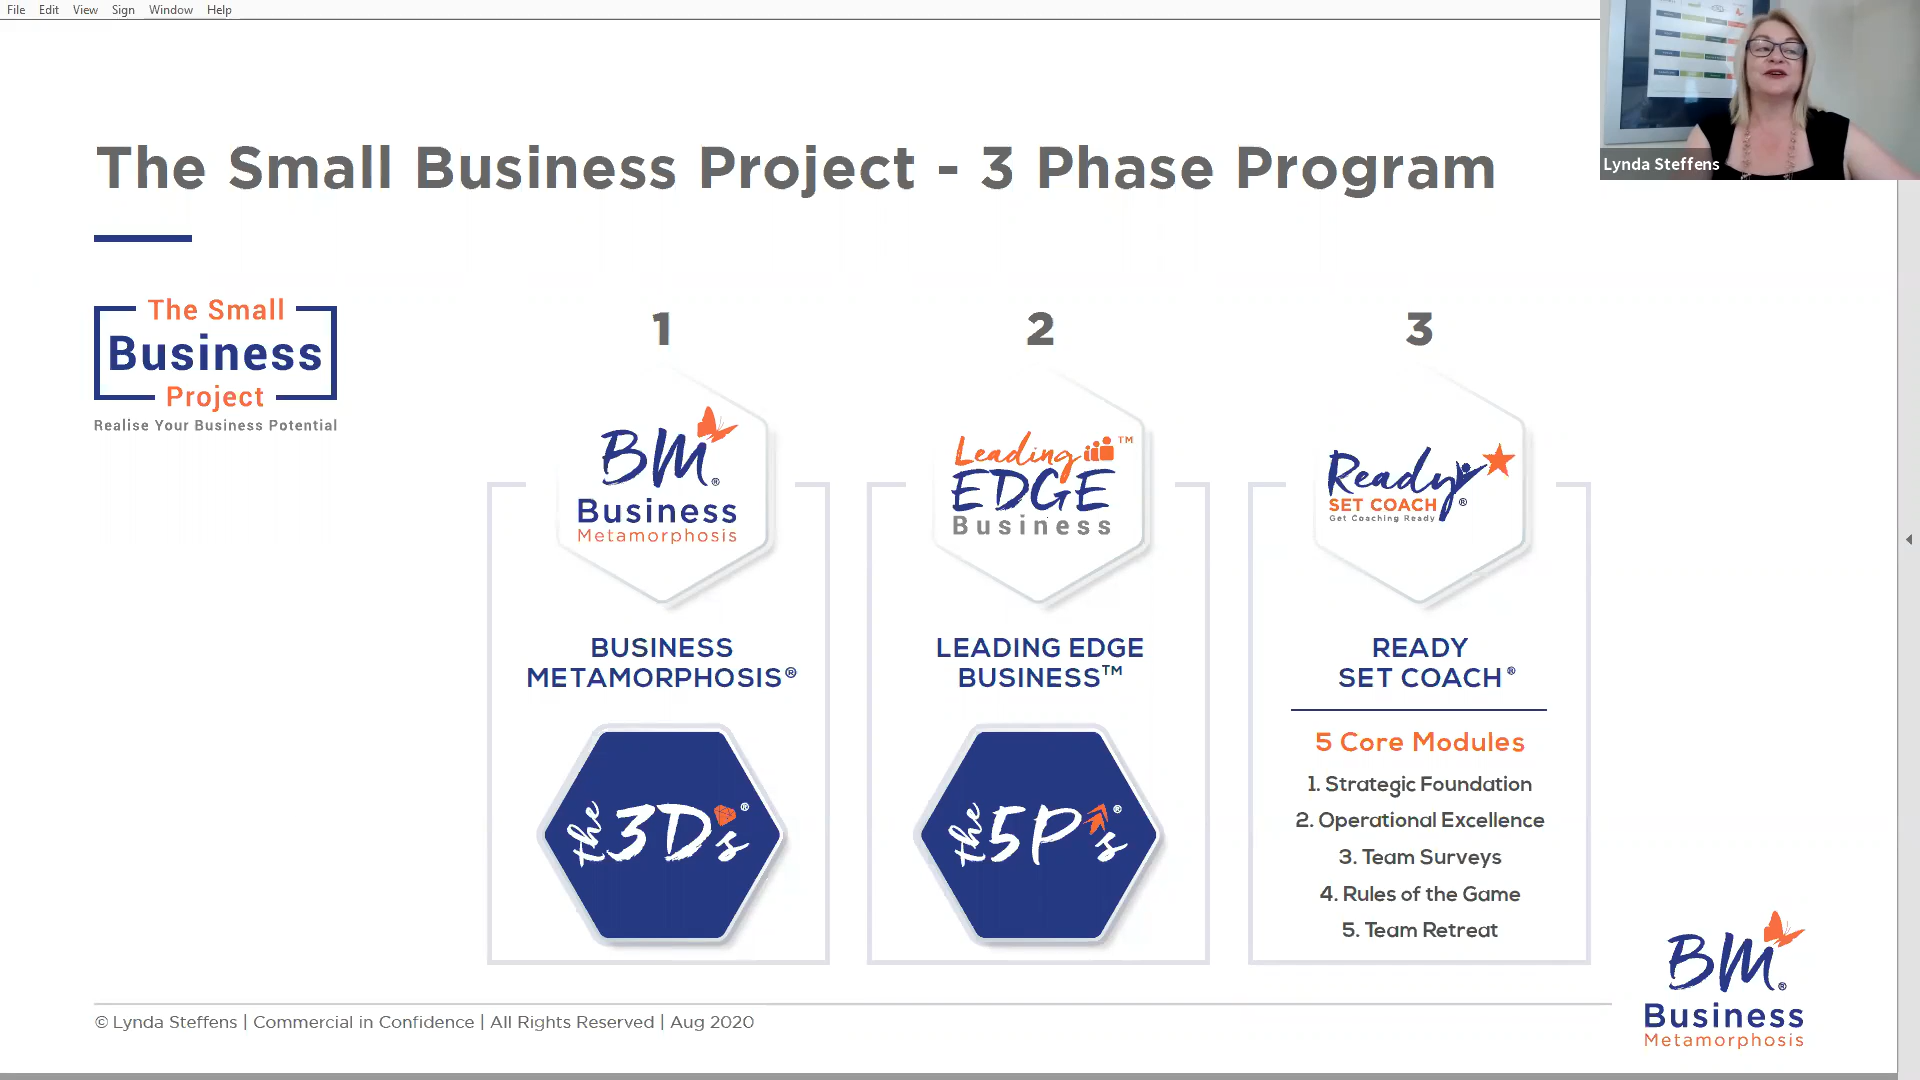 File Edit View Sign Window Help
Lynda Steffens
The Small Business Project - 3 Phase Program
The Small
Business
Project
Realise Your Business Potential
1
2
3
BM®
Business
Metamorphosis
Leading™
EDGE
Business
Ready
SET COACH®
Get Coaching Ready
BUSINESS
METAMORPHOSIS®
LEADING EDGE
BUSINESS™
READY
SET COACH®
the 3D's®
the 5P's®
5 Core Modules
1. Strategic Foundation
2. Operational Excellence
3. Team Surveys
4. Rules of the Game
5. Team Retreat
BM®
Business
Metamorphosis
© Lynda Steffens | Commercial in Confidence | All Rights Reserved | Aug 2020